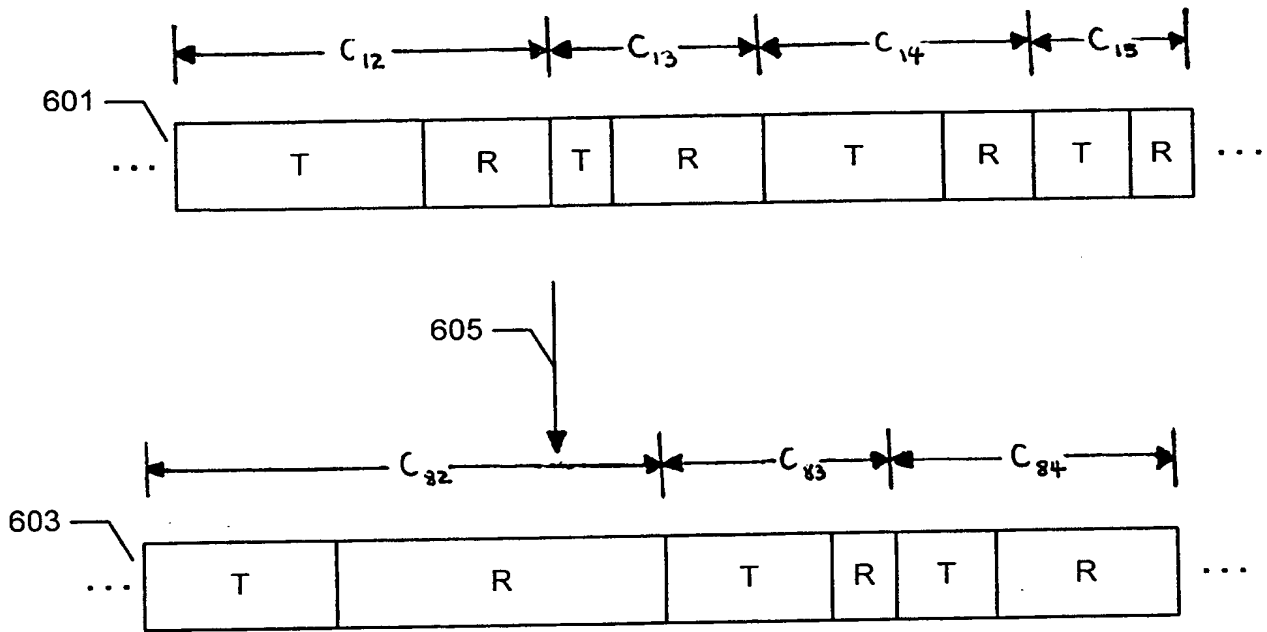 C12 C13 C14 C15
601
... T R T R T R T R ...
605
C82 C83 C84
603
... T R T R T R ...